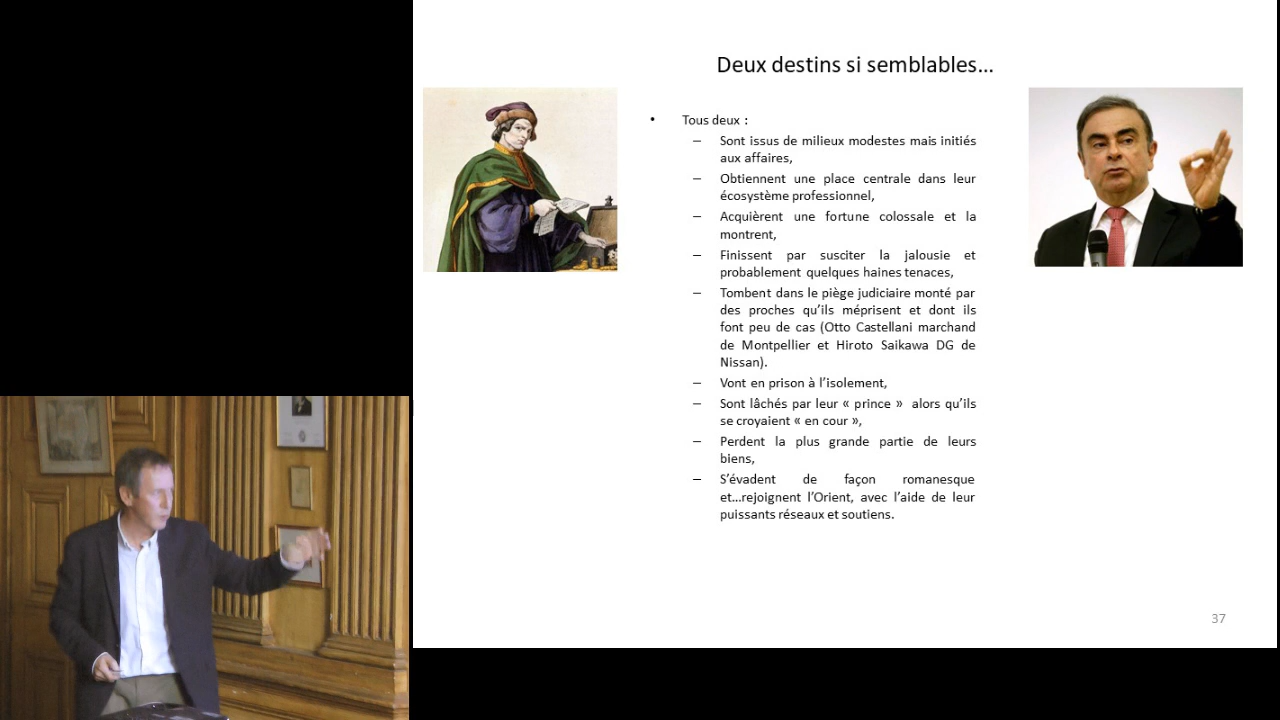 Deux destins si semblables...
• Tous deux :
– Sont issus de milieux modestes mais initiés
aux affaires,
– Obtiennent une place centrale dans leur
écosystème professionnel,
– Acquièrent une fortune colossale et la
montrent,
– Finissent par susciter la jalousie et
probablement quelques haines tenaces,
– Tombent dans le piège judiciaire monté par
des proches qu’ils méprisent et dont ils
font peu de cas (Otto Castellani marchand
de Montpellier et Hiroto Saikawa DG de
Nissan).
– Vont en prison à l’isolement,
– Sont lâchés par leur « prince » alors qu’ils
se croyaient « en cour »,
– Perdent la plus grande partie de leurs
biens,
– S’évadent de façon romanesque
et...rejoignent l’Orient, avec l’aide de leur
puissants réseaux et soutiens.
37